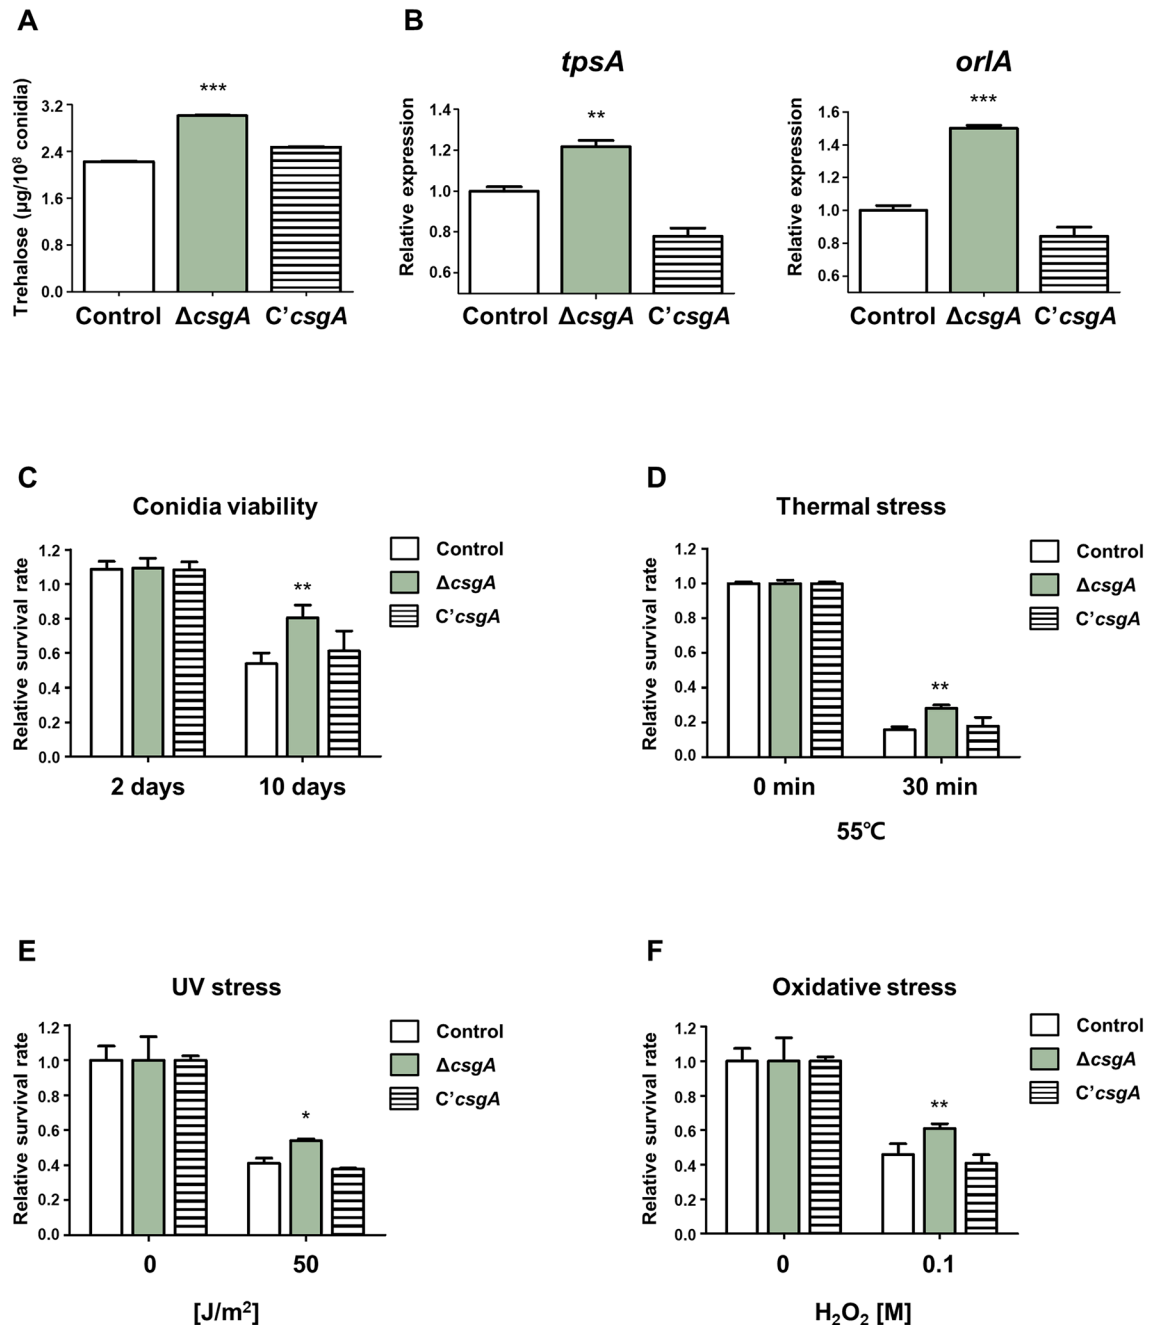 A
B
tpsA
orlA
Trehalose (µg/10⁸ conidia)
3.2
2.4
1.6
0.8
0.0
***
Control ΔcsgA C'csgA
Relative expression
1.4
1.2
1.0
0.8
0.6
**
Control ΔcsgA C'csgA
Relative expression
1.6
1.4
1.2
1.0
0.8
0.6
***
Control ΔcsgA C'csgA
C
Conidia viability
Relative survival rate
1.2
1.0
0.8
0.6
0.4
0.2
0.0
**
2 days 10 days
Control
ΔcsgA
C'csgA
D
Thermal stress
Relative survival rate
1.2
1.0
0.8
0.6
0.4
0.2
0.0
**
0 min 30 min
55℃
Control
ΔcsgA
C'csgA
E
UV stress
Relative survival rate
1.2
1.0
0.8
0.6
0.4
0.2
0.0
*
0 50
[J/m²]
Control
ΔcsgA
C'csgA
F
Oxidative stress
Relative survival rate
1.2
1.0
0.8
0.6
0.4
0.2
0.0
**
0 0.1
H₂O₂ [M]
Control
ΔcsgA
C'csgA